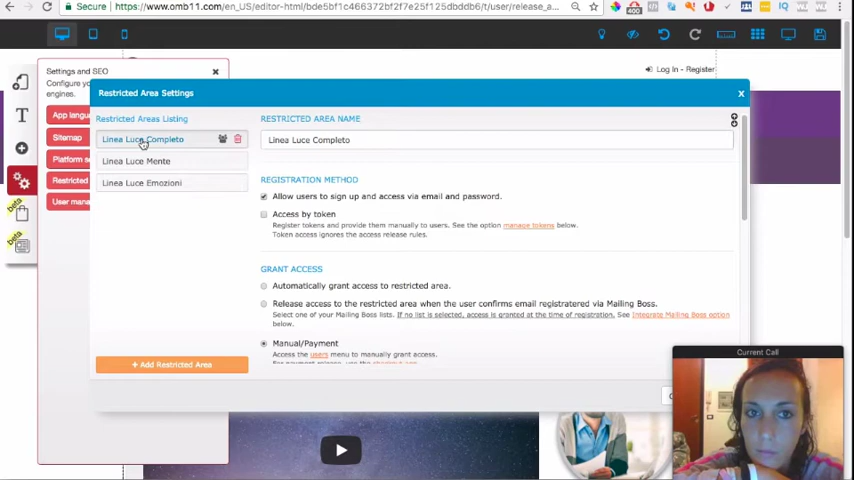 Secure
https://www.omb11.com/en_US/editor-html/bde5bf1c466372bf2f7e25f125dbddb6/t/user/release_a...
400
Log In - Register
Settings and SEO
Configure yo
engines.
App langu
Sitemap
Platform se
Restricted
User mana
beta
beta
Restricted Area Settings
x
Restricted Areas Listing
Linea Luce Completo
Linea Luce Mente
Linea Luce Emozioni
+ Add Restricted Area
RESTRICTED AREA NAME
Linea Luce Completo
REGISTRATION METHOD
Allow users to sign up and access via email and password.
Access by token
Register tokens and provide them manually to users. See the option manage tokens below.
Token access ignores the access release rules.
GRANT ACCESS
Automatically grant access to restricted area.
Release access to the restricted area when the user confirms email registratered via Mailing Boss.
Select one of your Mailing Boss lists. If no list is selected, access is granted at the time of registration. See Integrate Mailing Boss option
below.
Manual/Payment
Access the users menu to manually grant access.
Current Call